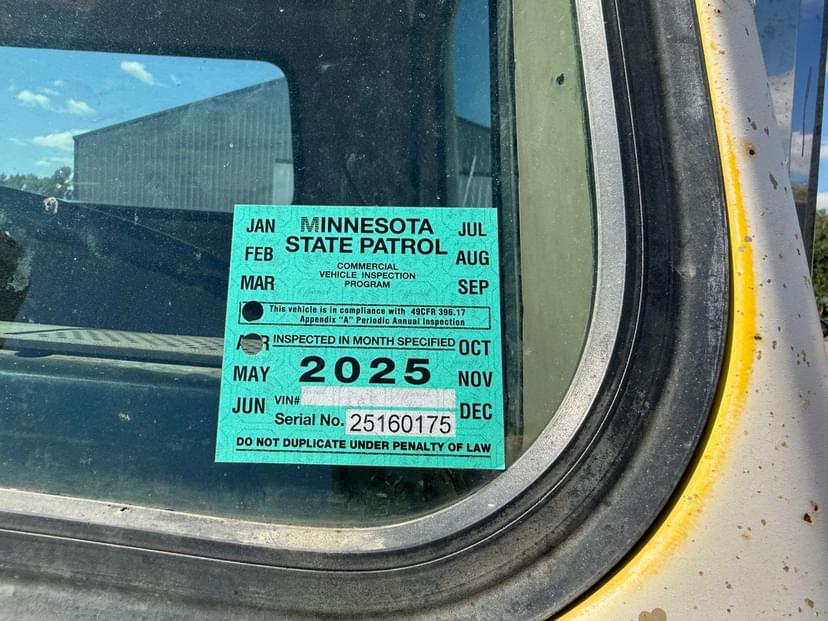 JAN
FEB
MAR
APR
MAY
JUN
MINNESOTA
STATE PATROL
COMMERCIAL
VEHICLE INSPECTION
PROGRAM
This vehicle is in compliance with 49CFR 396.17
Appendix "A" Periodic Annual Inspection
INSPECTED IN MONTH SPECIFIED
2025
VIN#
Serial No. 25160175
JUL
AUG
SEP
OCT
NOV
DEC
DO NOT DUPLICATE UNDER PENALTY OF LAW